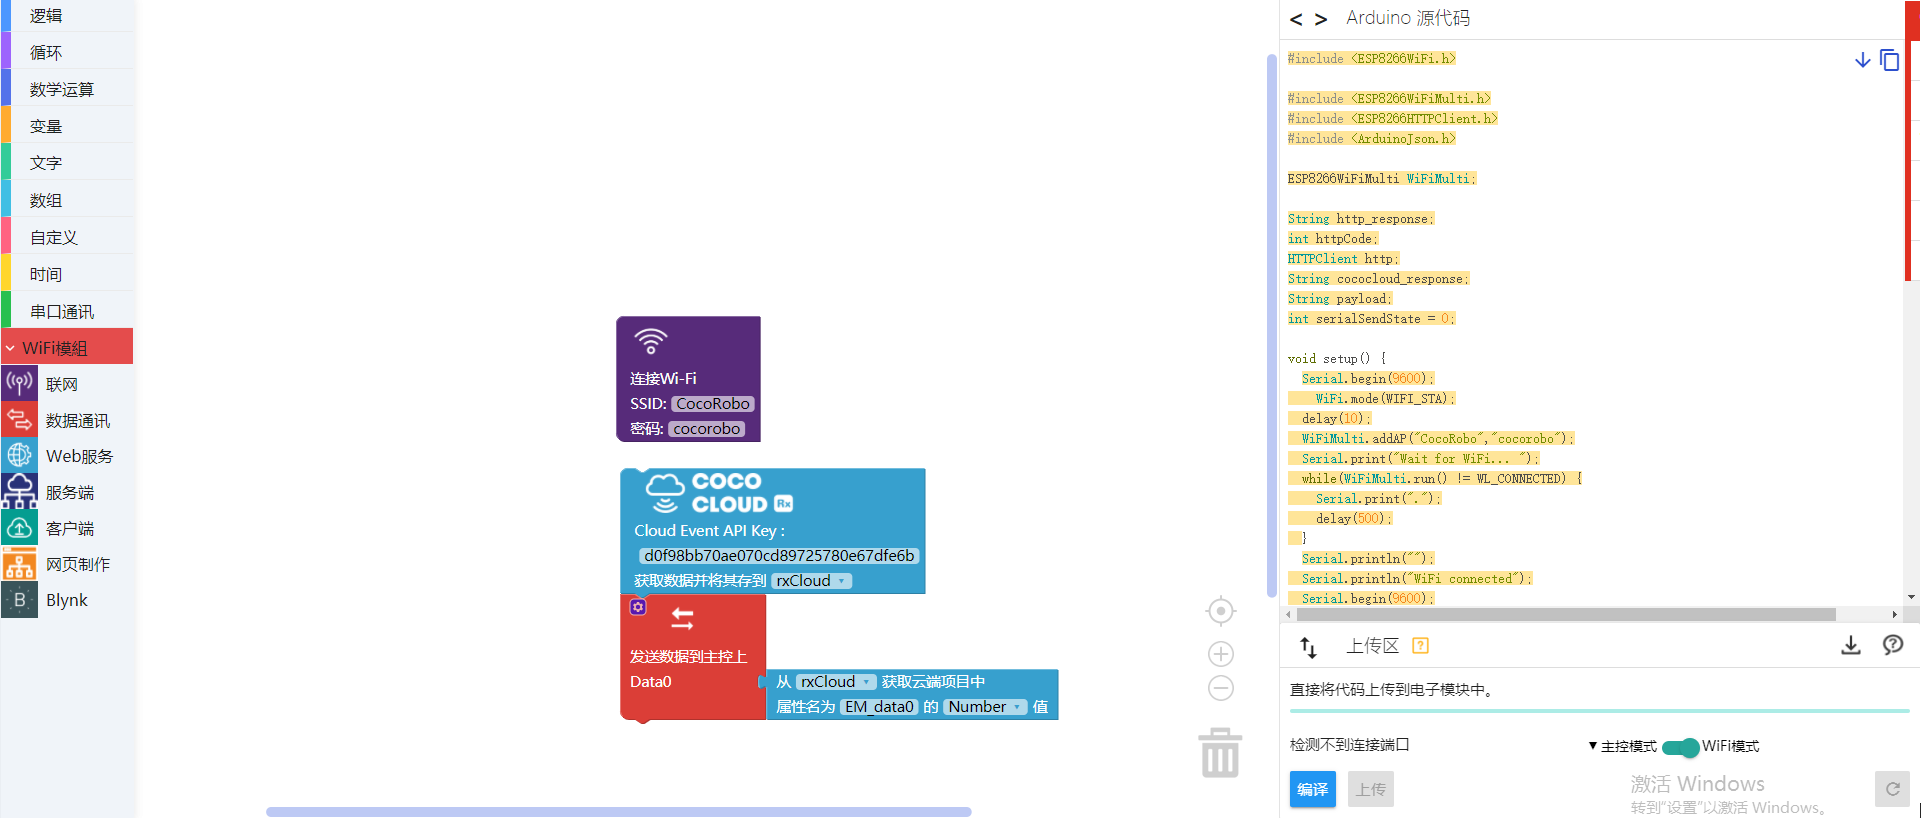 逻辑
循环
数学运算
变量
文字
数组
自定义
时间
串口通讯
WiFi模组
联网
数据通讯
Web服务
服务端
客户端
网页制作
B
Blynk
连接Wi-Fi
SSID: CocoRobo
密码: cocorobo
COCO
CLOUD Rx
Cloud Event API Key :
d0f98bb70ae070cd89725780e67dfe6b
获取数据并将其存到 rxCloud
发送数据到主控上
Data0
从 rxCloud 获取云端项目中
属性名为 EM_data0 的 Number 值
< > Arduino 源代码
#include <ESP8266WiFi.h>
#include <ESP8266WiFiMulti.h>
#include <ESP8266HTTPClient.h>
#include <ArduinoJson.h>
ESP8266WiFiMulti WiFiMulti;
String http_response;
int httpCode;
HTTPClient http;
String cococloud_response;
String payload;
int serialSendState = 0;
void setup() {
Serial.begin(9600);
WiFi.mode(WIFI_STA);
delay(10);
WiFiMulti.addAP("CocoRobo","cocorobo");
Serial.print("Wait for WiFi... ");
while(WiFiMulti.run() != WL_CONNECTED) {
Serial.print(".");
delay(500);
}
Serial.println("");
Serial.println("WiFi connected");
Serial.begin(9600);
上传区 ?
直接将代码上传到电子模块中。
检测不到连接端口
▼主控模式 WiFi模式
编译 上传
激活 Windows
转到"设置"以激活 Windows。